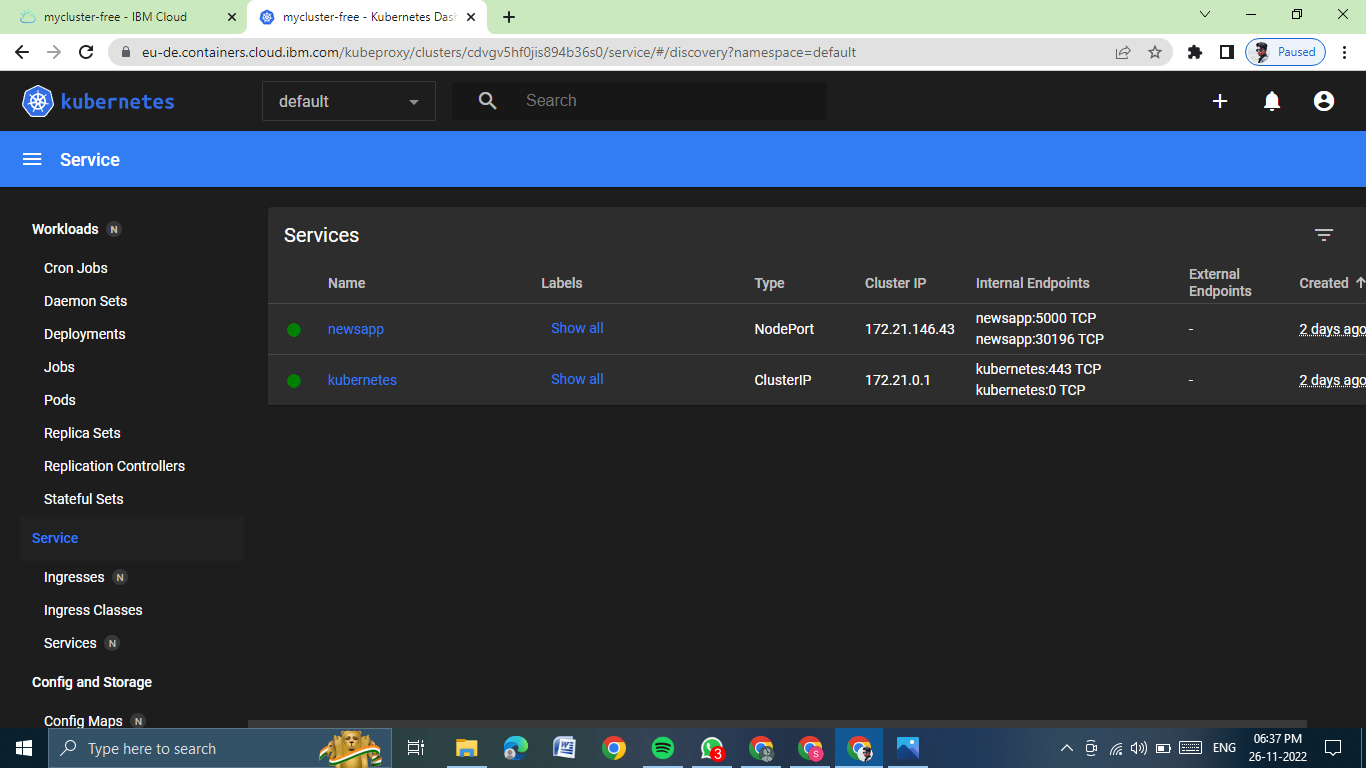 mycluster-free - IBM Cloud
mycluster-free - Kubernetes Dash
eu-de.containers.cloud.ibm.com/kubeproxy/clusters/cdvgv5hf0jis894b36s0/service/#/discovery?namespace=default
Paused
kubernetes
default
Search
Service
Workloads N
Cron Jobs
Daemon Sets
Deployments
Jobs
Pods
Replica Sets
Replication Controllers
Stateful Sets
Service
Ingresses N
Ingress Classes
Services N
Config and Storage
Config Maps N
Services
Name Labels Type Cluster IP Internal Endpoints External Endpoints Created
newsapp Show all NodePort 172.21.146.43 newsapp:5000 TCP - 2 days ago
newsapp:30196 TCP
kubernetes Show all ClusterIP 172.21.0.1 kubernetes:443 TCP - 2 days ago
kubernetes:0 TCP
Type here to search
3
S
ENG
06:37 PM
26-11-2022